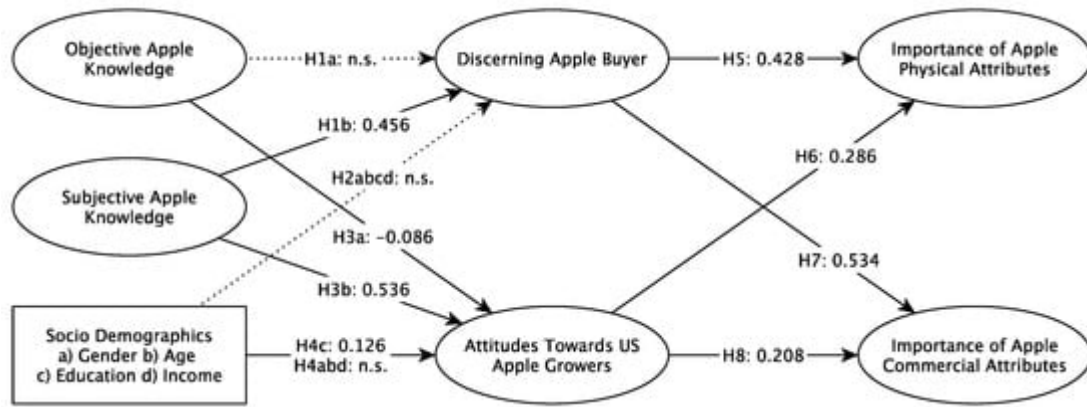 Objective Apple
Knowledge
H1a: n.s.
Discerning Apple Buyer
H5: 0.428
Importance of Apple
Physical Attributes
H1b: 0.456
H2abcd: n.s.
H6: 0.286
Subjective Apple
Knowledge
H3a: -0.086
H7: 0.534
H3b: 0.536
Socio Demographics
a) Gender b) Age
c) Education d) Income
H4c: 0.126
H4abd: n.s.
Attitudes Towards US
Apple Growers
H8: 0.208
Importance of Apple
Commercial Attributes